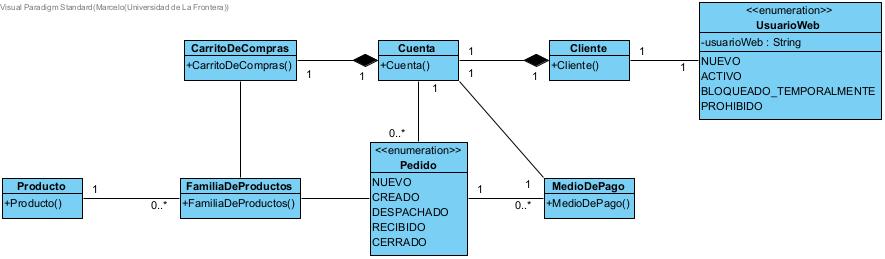 Visual Paradigm Standard(Marcelo(Universidad de La Frontera))
<<enumeration>>
UsuarioWeb
-usuarioWeb : String
NUEVO
ACTIVO
BLOQUEADO_TEMPORALMENTE
PROHIBIDO
CarritoDeCompras
+CarritoDeCompras()
1
1
Cuenta
+Cuenta()
1
1
1
1
Cliente
+Cliente()
1
1
0..*
<<enumeration>>
Pedido
NUEVO
CREADO
DESPACHADO
RECIBIDO
CERRADO
Producto
+Producto()
1
0..*
FamiliaDeProductos
+FamiliaDeProductos()
1
0..*
1
MedioDePago
+MedioDePago()